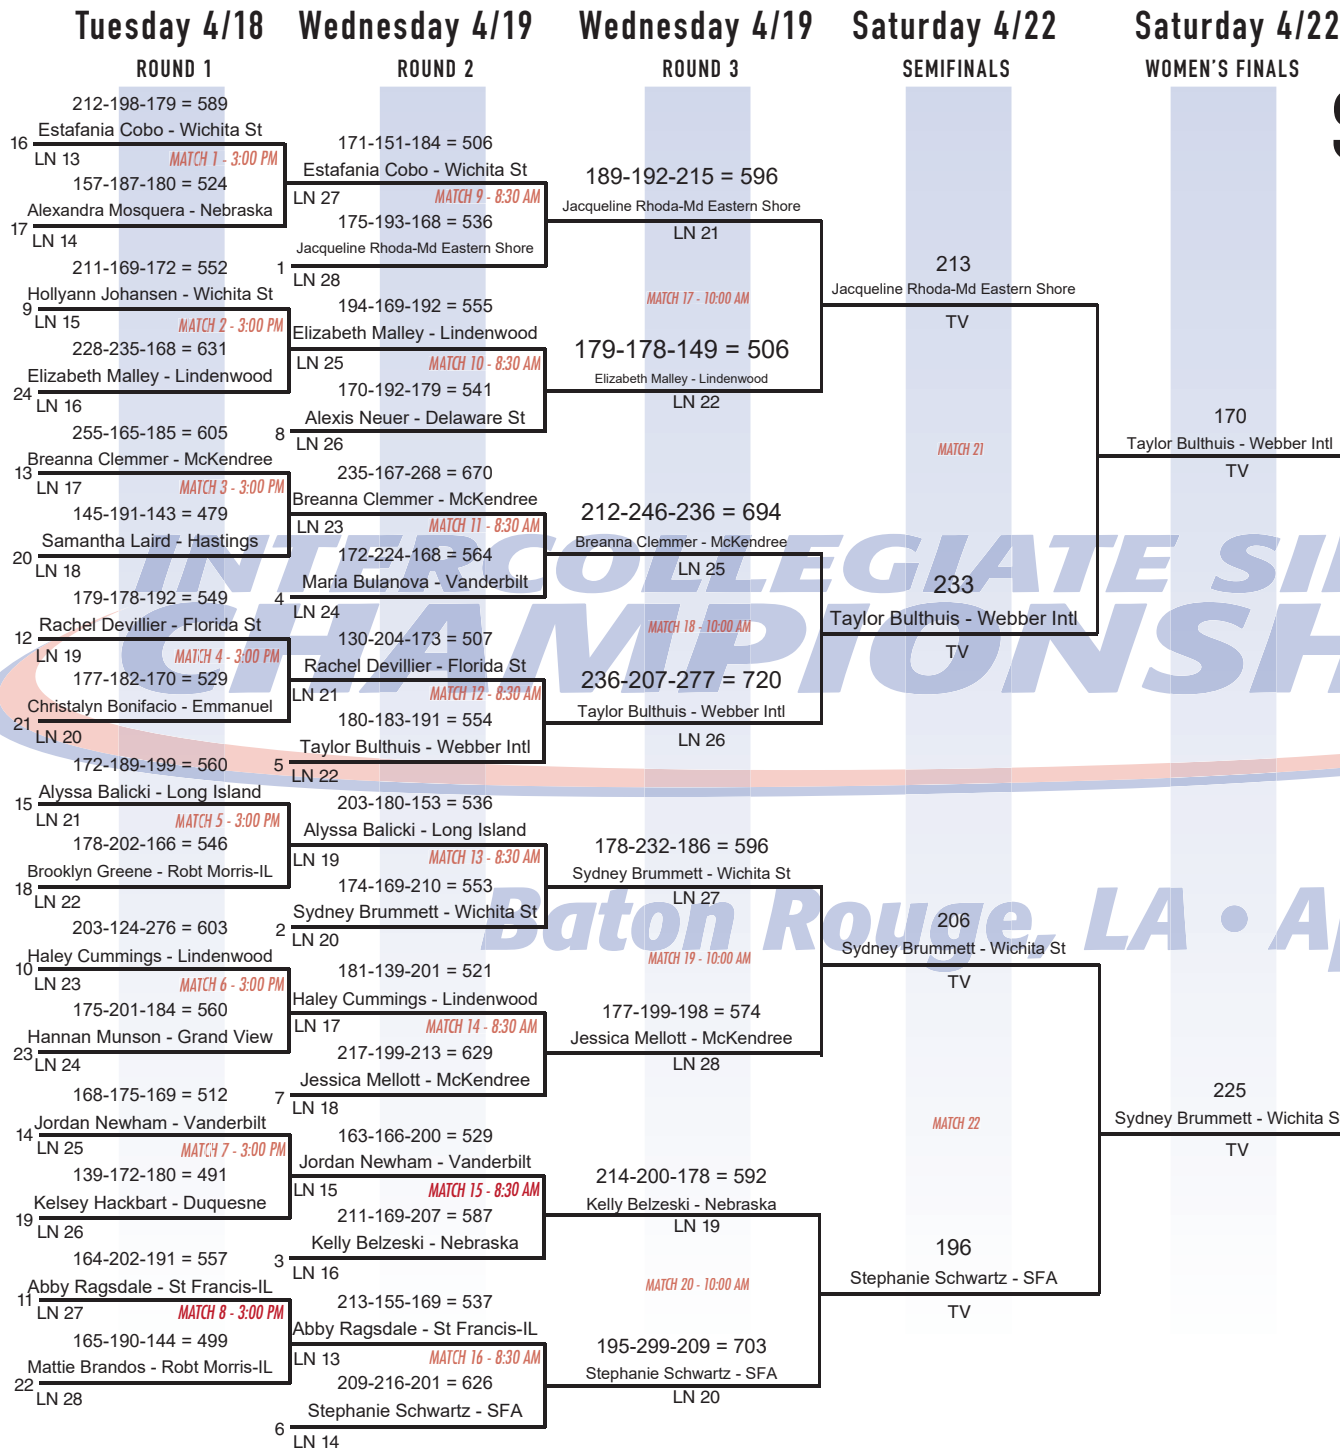 Tuesday 4/18
Wednesday 4/19
Wednesday 4/19
Saturday 4/22
Saturday 4/22
ROUND 1
ROUND 2
ROUND 3
SEMIFINALS
WOMEN'S FINALS
212-198-179 = 589
Estafania Cobo - Wichita St
16
LN 13
MATCH 1 - 3:00 PM
157-187-180 = 524
Alexandra Mosquera - Nebraska
17
LN 14
211-169-172 = 552
Hollyann Johansen - Wichita St
9
LN 15
MATCH 2 - 3:00 PM
228-235-168 = 631
Elizabeth Malley - Lindenwood
24
LN 16
255-165-185 = 605
Breanna Clemmer - McKendree
13
LN 17
MATCH 3 - 3:00 PM
145-191-143 = 479
Samantha Laird - Hastings
20
LN 18
179-178-192 = 549
Rachel Devillier - Florida St
12
LN 19
MATCH 4 - 3:00 PM
177-182-170 = 529
Christalyn Bonifacio - Emmanuel
21
LN 20
172-189-199 = 560
Alyssa Balicki - Long Island
15
LN 21
MATCH 5 - 3:00 PM
178-202-166 = 546
Brooklyn Greene - Robt Morris-IL
18
LN 22
203-124-276 = 603
Haley Cummings - Lindenwood
10
LN 23
MATCH 6 - 3:00 PM
175-201-184 = 560
Hannan Munson - Grand View
23
LN 24
168-175-169 = 512
Jordan Newham - Vanderbilt
14
LN 25
MATCH 7 - 3:00 PM
139-172-180 = 491
Kelsey Hackbart - Duquesne
19
LN 26
164-202-191 = 557
Abby Ragsdale - St Francis-IL
11
LN 27
MATCH 8 - 3:00 PM
165-190-144 = 499
Mattie Brandos - Robt Morris-IL
22
LN 28
171-151-184 = 506
Estafania Cobo - Wichita St
LN 27
MATCH 9 - 8:30 AM
175-193-168 = 536
Jacqueline Rhoda-Md Eastern Shore
1
LN 28
194-169-192 = 555
Elizabeth Malley - Lindenwood
LN 25
MATCH 10 - 8:30 AM
170-192-179 = 541
Alexis Neuer - Delaware St
8
LN 26
235-167-268 = 670
Breanna Clemmer - McKendree
LN 23
MATCH 11 - 8:30 AM
172-224-168 = 564
Maria Bulanova - Vanderbilt
4
LN 24
130-204-173 = 507
Rachel Devillier - Florida St
LN 21
MATCH 12 - 8:30 AM
180-183-191 = 554
Taylor Bulthuis - Webber Intl
5
LN 22
203-180-153 = 536
Alyssa Balicki - Long Island
LN 19
MATCH 13 - 8:30 AM
174-169-210 = 553
Sydney Brummett - Wichita St
2
LN 20
181-139-201 = 521
Haley Cummings - Lindenwood
LN 17
MATCH 14 - 8:30 AM
217-199-213 = 629
Jessica Mellott - McKendree
7
LN 18
163-166-200 = 529
Jordan Newham - Vanderbilt
LN 15
MATCH 15 - 8:30 AM
211-169-207 = 587
Kelly Belzeski - Nebraska
3
LN 16
213-155-169 = 537
Abby Ragsdale - St Francis-IL
LN 13
MATCH 16 - 8:30 AM
209-216-201 = 626
Stephanie Schwartz - SFA
6
LN 14
189-192-215 = 596
Jacqueline Rhoda-Md Eastern Shore
LN 21
MATCH 17 - 10:00 AM
179-178-149 = 506
Elizabeth Malley - Lindenwood
LN 22
212-246-236 = 694
Breanna Clemmer - McKendree
LN 25
MATCH 18 - 10:00 AM
236-207-277 = 720
Taylor Bulthuis - Webber Intl
LN 26
178-232-186 = 596
Sydney Brummett - Wichita St
LN 27
MATCH 19 - 10:00 AM
177-199-198 = 574
Jessica Mellott - McKendree
LN 28
214-200-178 = 592
Kelly Belzeski - Nebraska
LN 19
MATCH 20 - 10:00 AM
195-299-209 = 703
Stephanie Schwartz - SFA
LN 20
213
Jacqueline Rhoda-Md Eastern Shore
TV
MATCH 21
233
Taylor Bulthuis - Webber Intl
TV
206
Sydney Brummett - Wichita St
TV
MATCH 22
196
Stephanie Schwartz - SFA
TV
170
Taylor Bulthuis - Webber Intl
TV
225
Sydney Brummett - Wichita S
TV
INTERCOLLEGIATE SI
CHAMPIONSH
Baton Rouge, LA • Ap